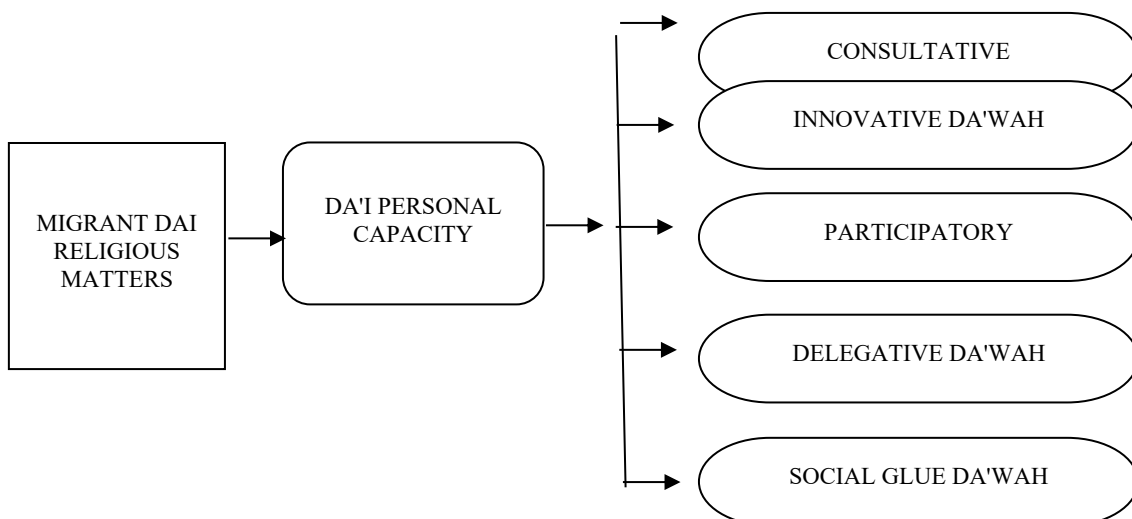 MIGRANT DAI
RELIGIOUS
MATTERS
DA'I PERSONAL
CAPACITY
CONSULTATIVE
INNOVATIVE DA'WAH
PARTICIPATORY
DELEGATIVE DA'WAH
SOCIAL GLUE DA'WAH